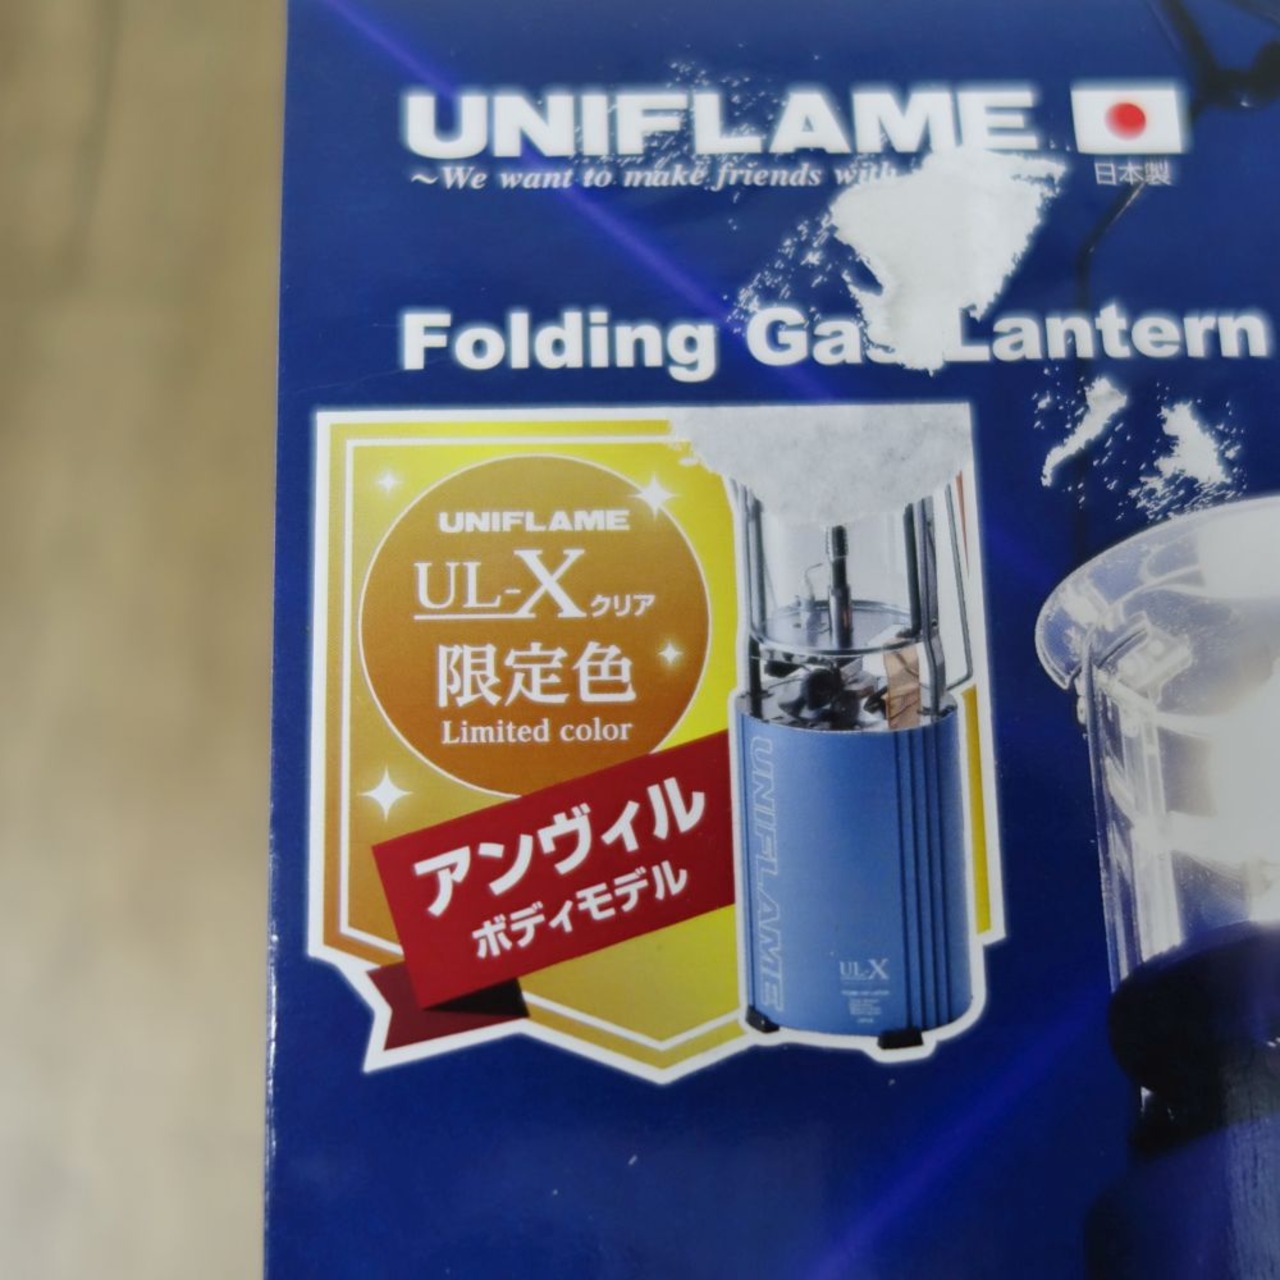 UNIFLAME
~We want to make friends with
日本製
Folding Gas Lantern
UNIFLAME
UL-X クリア
限定色
Limited color
アンヴィル
ボディモデル
UNIFLAME
UL-X